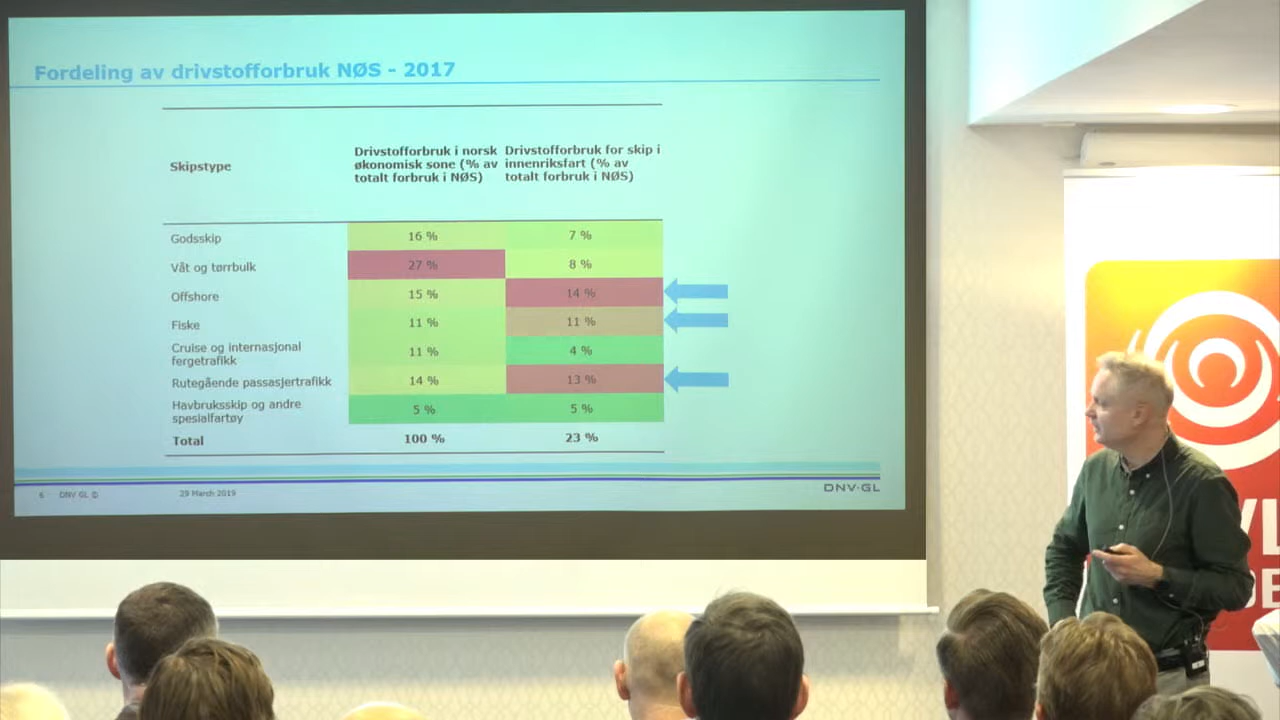 Fordeling av drivstofforbruk NØS - 2017
Skipstype
Drivstofforbruk i norsk
økonomisk sone (% av
totalt forbruk i NØS)
Drivstofforbruk for skip i
innenriksfart (% av
totalt forbruk i NØS)
Godsskip 16 % 7 %
Våt og tørrbulk 27 % 8 %
Offshore 15 % 14 %
Fiske 11 % 11 %
Cruise og internasjonal
fergetrafikk 11 % 4 %
Rutegående passasjertrafikk 14 % 13 %
Havbruksskip og andre
spesialfartøy 5 % 5 %
Total 100 % 23 %
6 DNV GL © 29 March 2019 DNV·GL